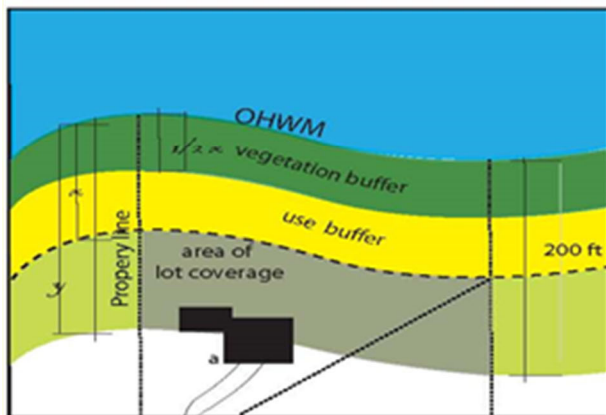 OHWM
1/2 x vegetation buffer
x
use buffer
200 ft
area of
lot coverage
Propery line
y
a